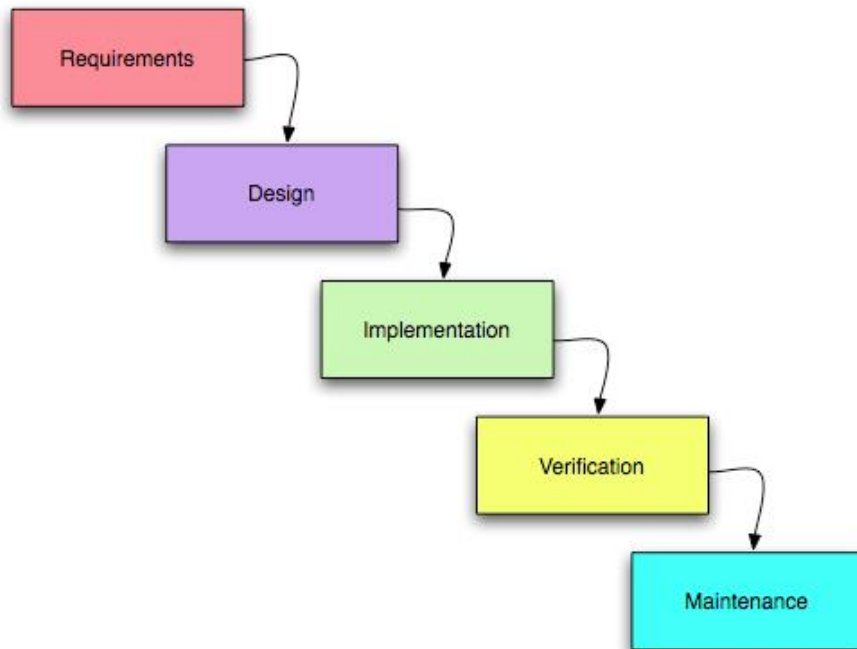 Requirements
Design
Implementation
Verification
Maintenance